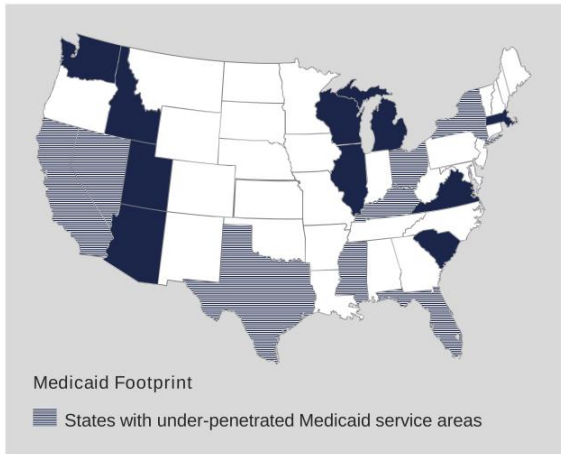 Medicaid Footprint
States with under-penetrated Medicaid service areas